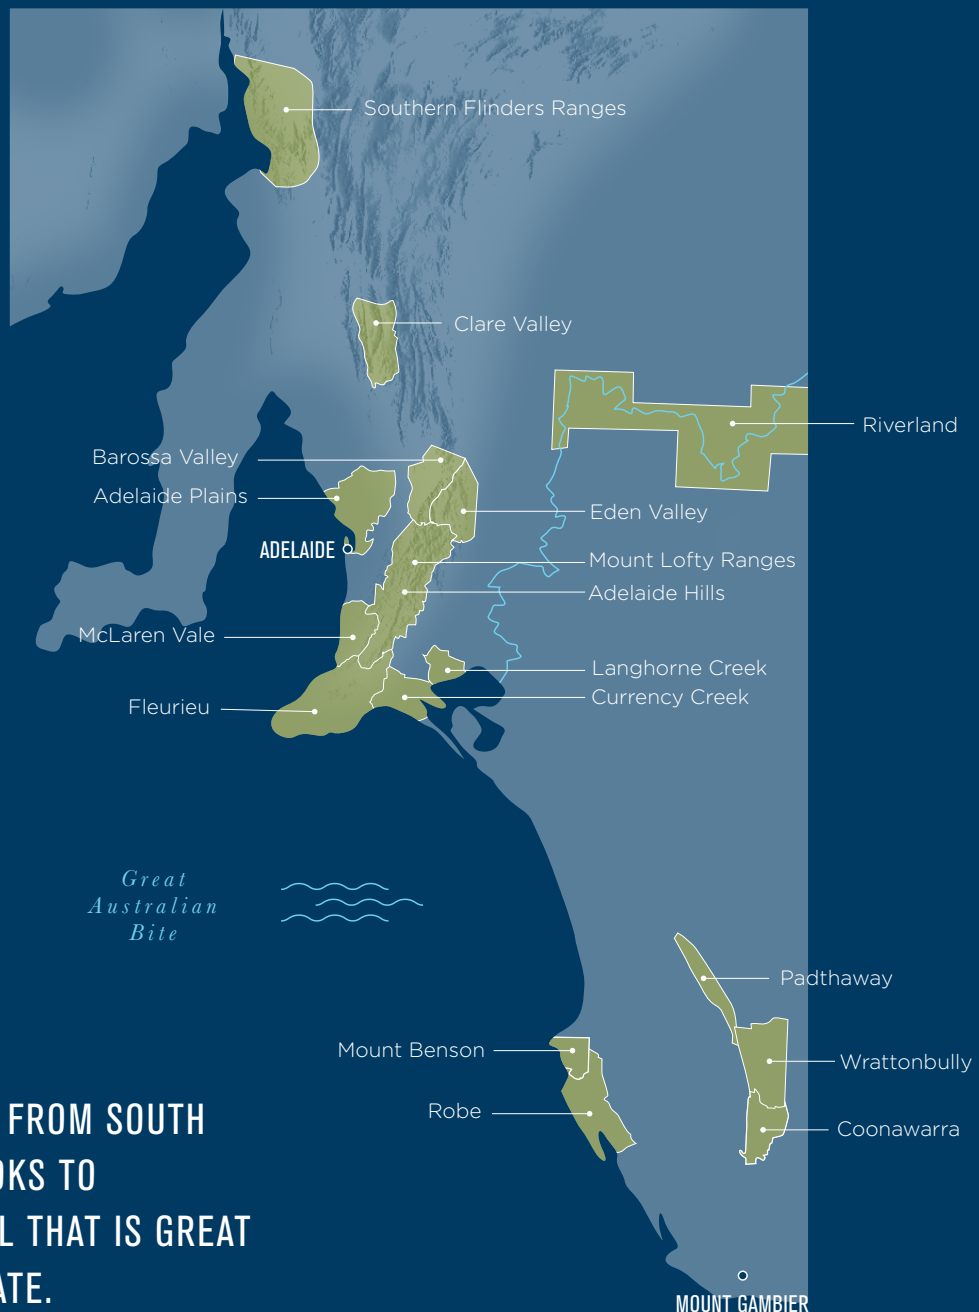 Southern Flinders Ranges
Clare Valley
Riverland
Barossa Valley
Adelaide Plains
Eden Valley
ADELAIDE
Mount Lofty Ranges
Adelaide Hills
McLaren Vale
Langhorne Creek
Currency Creek
Fleurieu
Great
Australian
Bite
Padthaway
Mount Benson
Wrattonbully
Robe
Coonawarra
FROM SOUTH
OKS TO
L THAT IS GREAT
ATE.
MOUNT GAMBIER